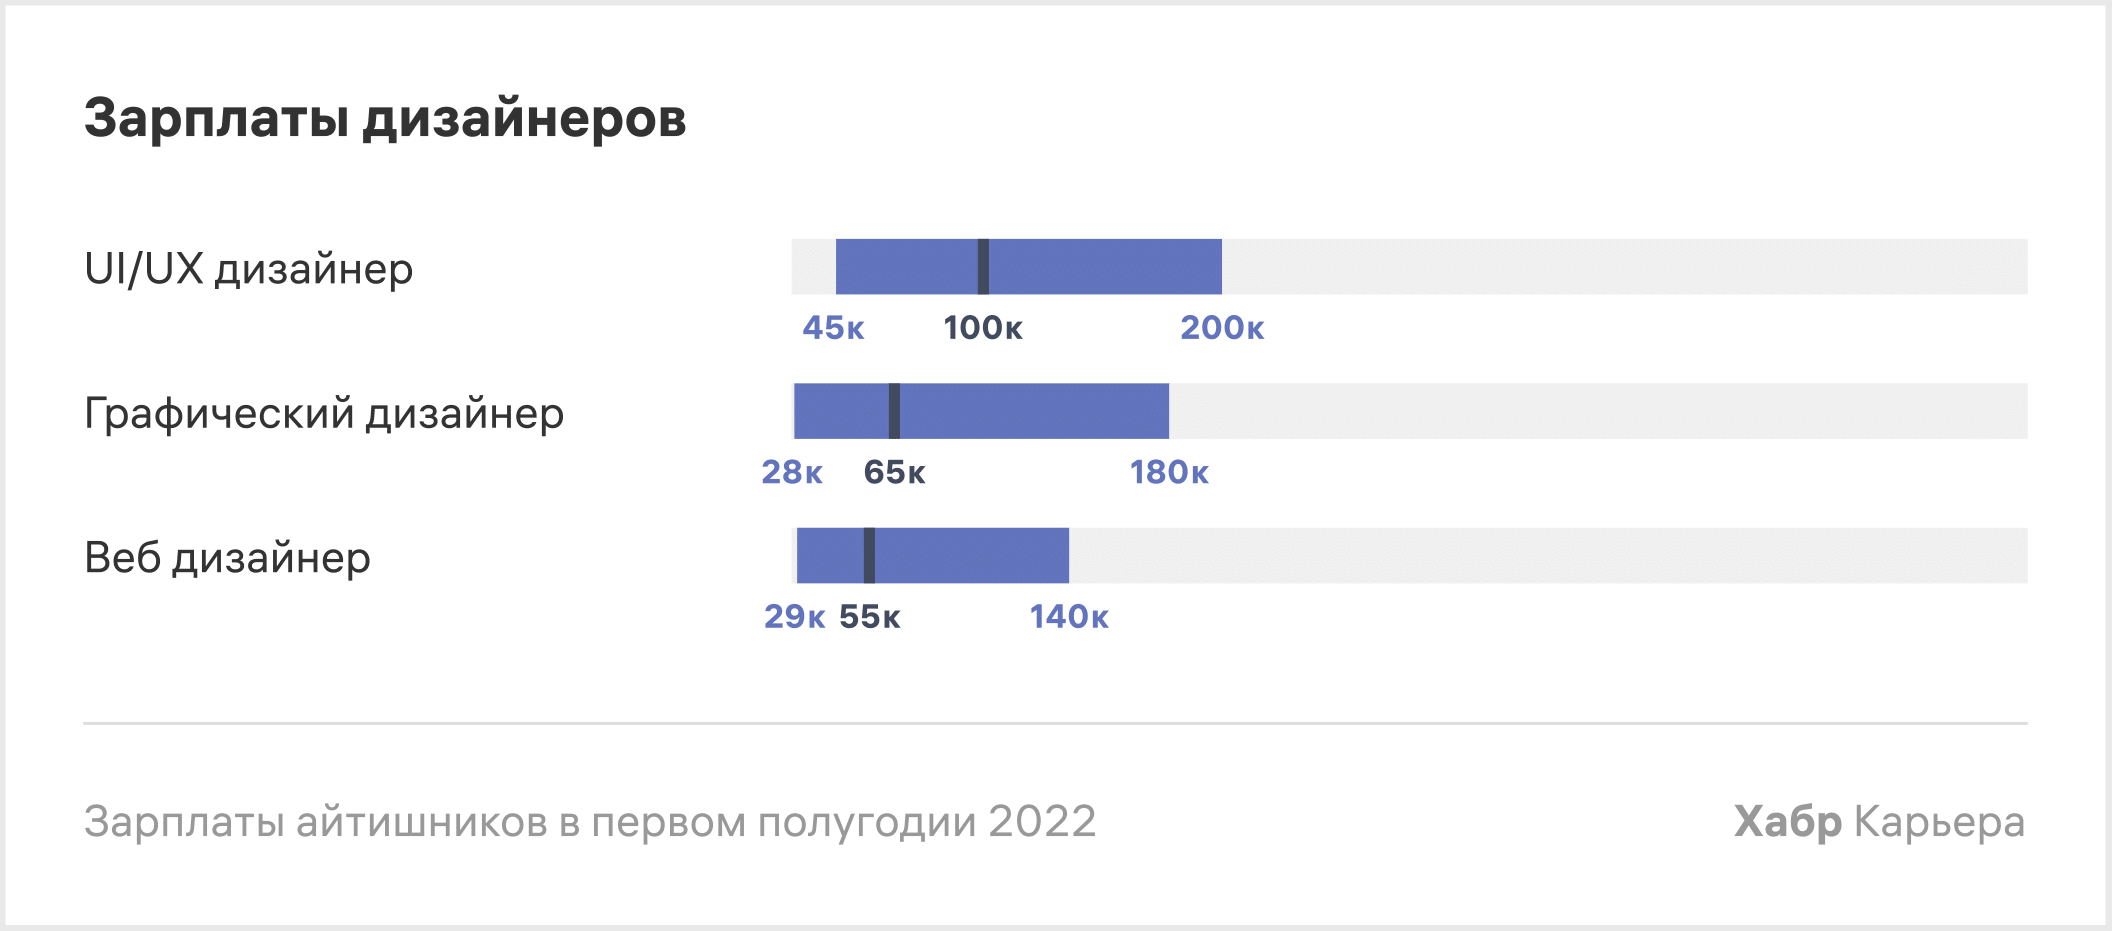 Зарплаты дизайнеров
UI/UX дизайнер
45к 100к 200к
Графический дизайнер
28к 65к 180к
Веб дизайнер
29к 55к 140к
Зарплаты айтишников в первом полугодии 2022 Хабр Карьера